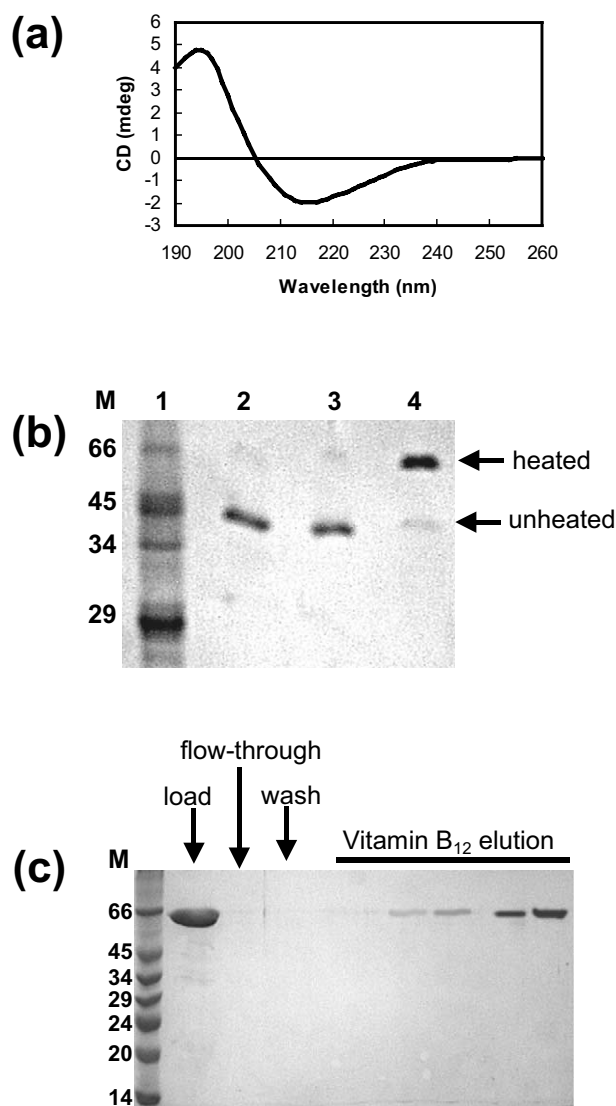 (a)
6
5
4
3
2
1
0
-1
-2
-3
CD (mdeg)
190 200 210 220 230 240 250 260
Wavelength (nm)
(b)
M 1 2 3 4
66
45
34
29
heated
unheated
(c)
flow-through
load wash
Vitamin B12 elution
M
66
45
34
29
24
20
14